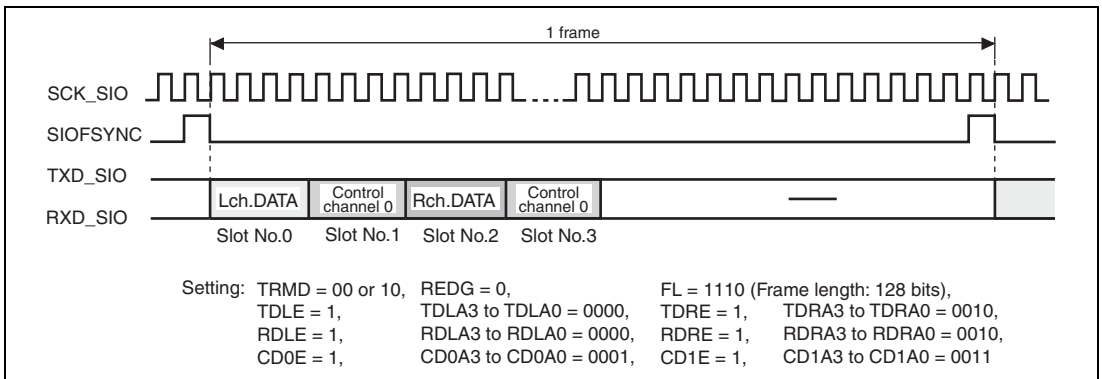 1 frame
SCK_SIO
SIOFSYNC
TXD_SIO
RXD_SIO
Lch.DATA
Control
channel 0
Rch.DATA
Control
channel 0
Slot No.0 Slot No.1 Slot No.2 Slot No.3
Setting: TRMD = 00 or 10, REDG = 0, FL = 1110 (Frame length: 128 bits),
TDLE = 1, TDLA3 to TDLA0 = 0000, TDRE = 1, TDRA3 to TDRA0 = 0010,
RDLE = 1, RDLA3 to RDLA0 = 0000, RDRE = 1, RDRA3 to RDRA0 = 0010,
CD0E = 1, CD0A3 to CD0A0 = 0001, CD1E = 1, CD1A3 to CD1A0 = 0011